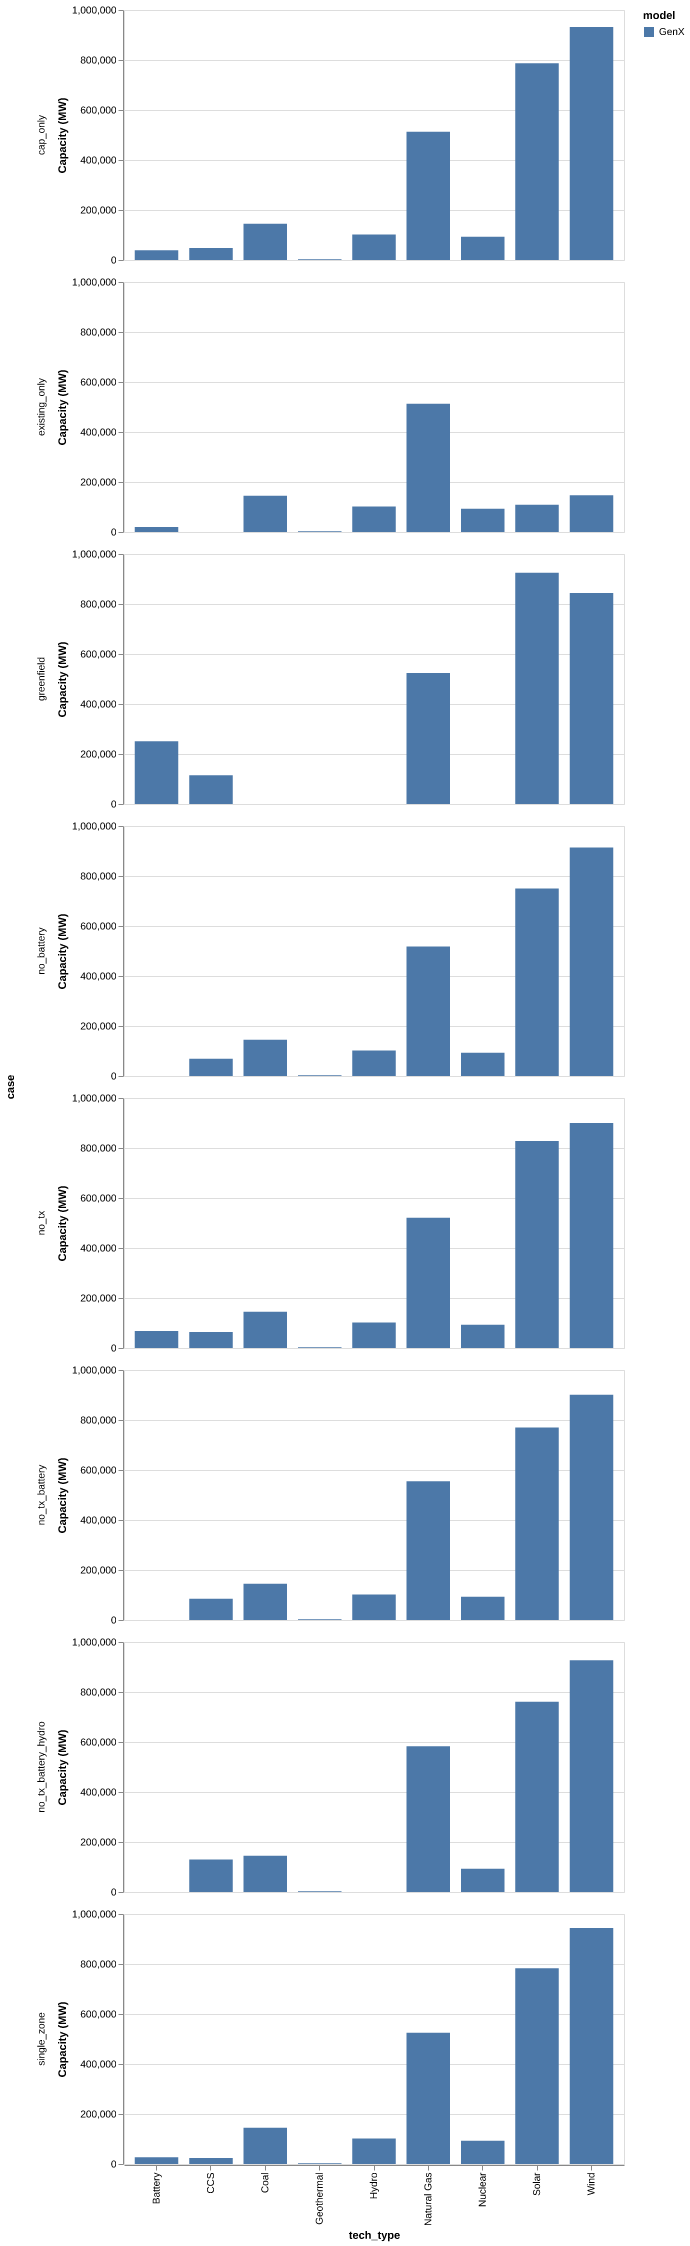 model
GenX
case
cap_only
Capacity (MW)
1,000,000
800,000
600,000
400,000
200,000
0
existing_only
Capacity (MW)
1,000,000
800,000
600,000
400,000
200,000
0
greenfield
Capacity (MW)
1,000,000
800,000
600,000
400,000
200,000
0
no_battery
Capacity (MW)
1,000,000
800,000
600,000
400,000
200,000
0
no_tx
Capacity (MW)
1,000,000
800,000
600,000
400,000
200,000
0
no_tx_battery
Capacity (MW)
1,000,000
800,000
600,000
400,000
200,000
0
no_tx_battery_hydro
Capacity (MW)
1,000,000
800,000
600,000
400,000
200,000
0
single_zone
Capacity (MW)
1,000,000
800,000
600,000
400,000
200,000
0
Battery
CCS
Coal
Geothermal
Hydro
Natural Gas
Nuclear
Solar
Wind
tech_type